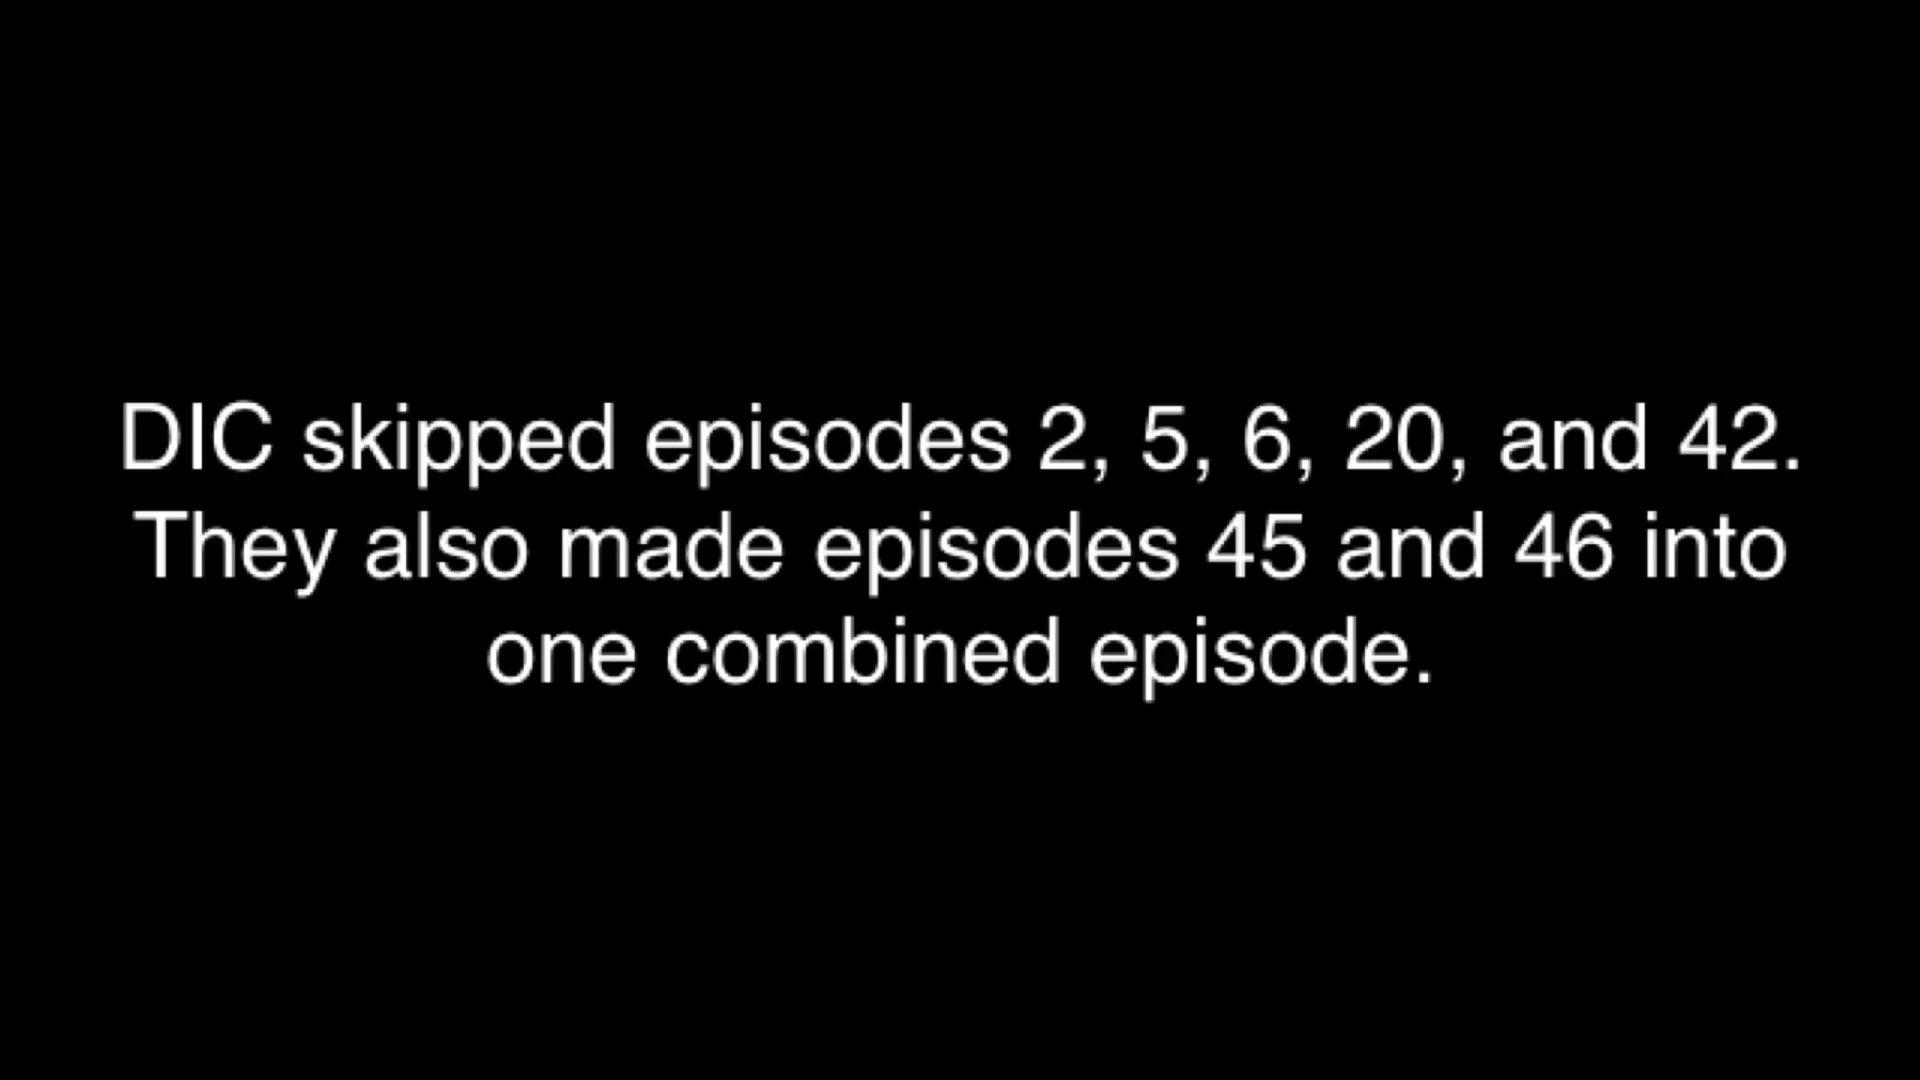 DIC skipped episodes 2, 5, 6, 20, and 42.
They also made episodes 45 and 46 into
one combined episode.